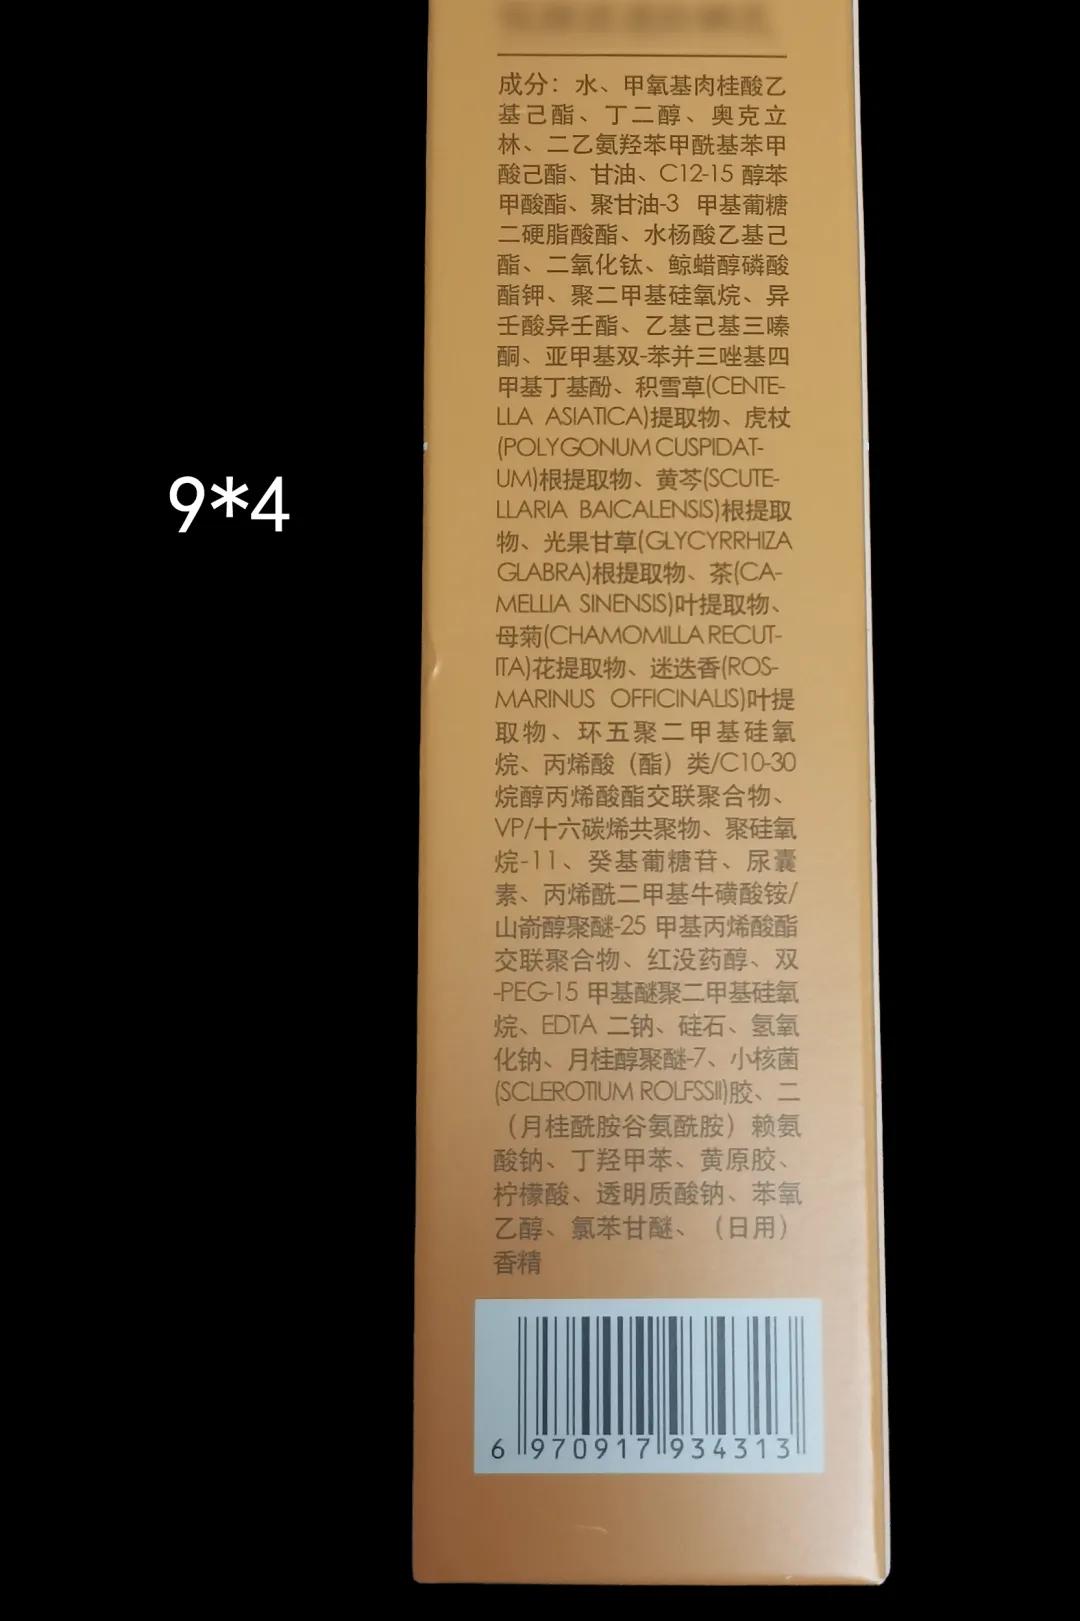 成分：水、甲氧基肉桂酸乙
基己酯、丁二醇、奥克立
林、二乙氨羟苯甲酰基苯甲
酸己酯、甘油、C12-15 醇苯
甲酸酯、聚甘油-3 甲基葡糖
二硬脂酸酯、水杨酸乙基己
酯、二氧化钛、鲸蜡醇磷酸
酯钾、聚二甲基硅氧烷、异
壬酸异壬酯、乙基己基三嗪
酮、亚甲基双-苯并三唑基四
甲基丁基酚、积雪草(CENTE-
LLA ASIATICA)提取物、虎杖
(POLYGONUM CUSPIDAT-
UM)根提取物、黄芩(SCUTE-
LLARIA BAICALENSIS)根提取
物、光果甘草(GLYCYRRHIZA
GLABRA)根提取物、茶(CA-
MELLIA SINENSIS)叶提取物、
母菊(CHAMOMILLA RECUT-
ITA)花提取物、迷迭香(ROS-
MARINUS OFFICINALIS)叶提
取物、环五聚二甲基硅氧
烷、丙烯酸（酯）类/C10-30
烷醇丙烯酸酯交联聚合物、
VP/十六碳烯共聚物、聚硅氧
烷-11、癸基葡糖苷、尿囊
素、丙烯酰二甲基牛磺酸铵/
山嵛醇聚醚-25 甲基丙烯酸酯
交联聚合物、红没药醇、双
-PEG-15 甲基醚聚二甲基硅氧
烷、EDTA 二钠、硅石、氢氧
化钠、月桂醇聚醚-7、小核菌
(SCLEROTIUM ROLFSSII)胶、二
（月桂酰胺谷氨酰胺）赖氨
酸钠、丁羟甲苯、黄原胶、
柠檬酸、透明质酸钠、苯氧
乙醇、氯苯甘醚、（日用）
香精
9*4
6 970917 934313